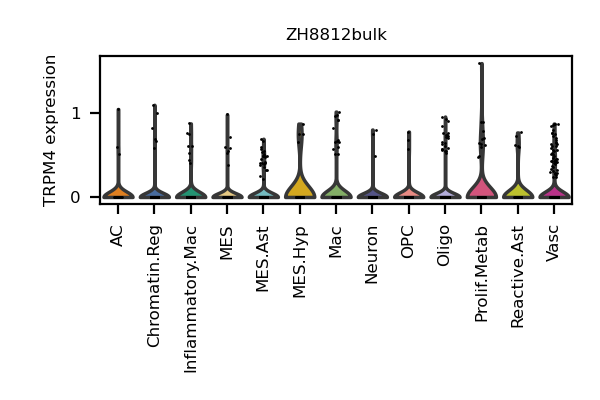 ZH8812bulk
TRPM4 expression
1
0
AC
Chromatin.Reg
Inflammatory.Mac
MES
MES.Ast
MES.Hyp
Mac
Neuron
OPC
Oligo
Prolif.Metab
Reactive.Ast
Vasc